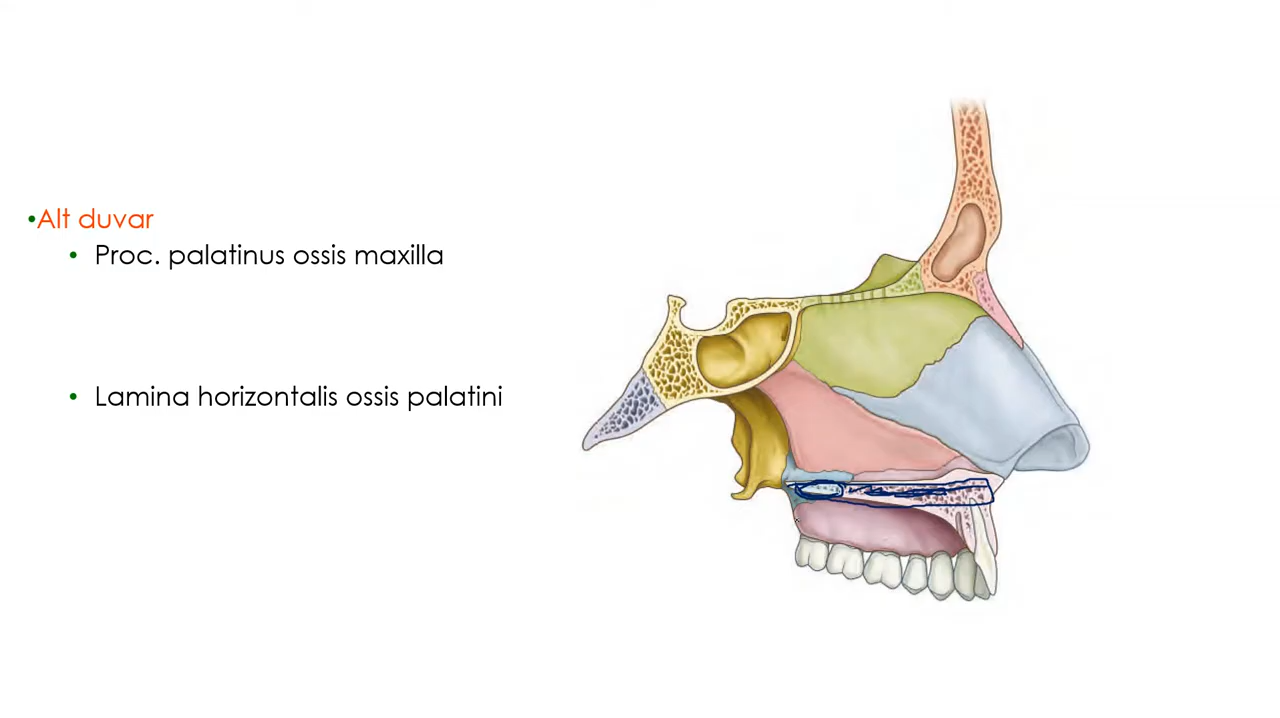 •Alt duvar
• Proc. palatinus ossis maxilla
• Lamina horizontalis ossis palatini